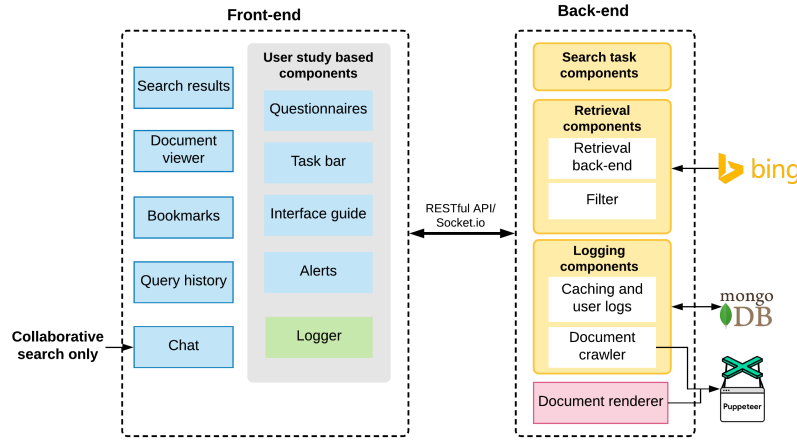 Front-end
Back-end
Search results
Document
viewer
Bookmarks
Query history
Collaborative
search only
Chat
User study based
components
Questionnaires
Task bar
Interface guide
Alerts
Logger
RESTful API/
Socket.io
Search task
components
Retrieval
components
Retrieval
back-end
Filter
Logging
components
Caching and
user logs
Document
crawler
Document renderer
bing
mongo
DB
Puppeteer